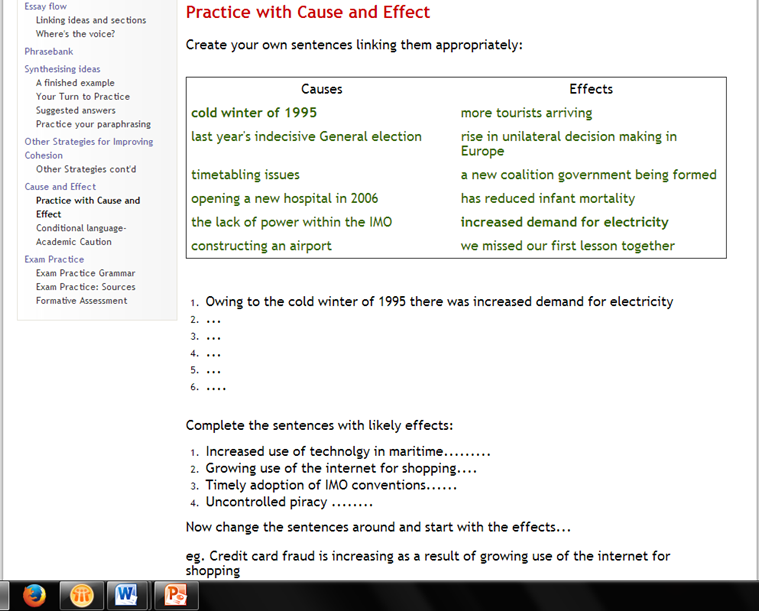 Essay flow
Linking ideas and sections
Where's the voice?
Phrasebank
Synthesising ideas
A finished example
Your Turn to Practice
Suggested answers
Practice your paraphrasing
Other Strategies for Improving
Cohesion
Other Strategies cont'd
Cause and Effect
Practice with Cause and
Effect
Conditional language-
Academic Caution
Exam Practice
Exam Practice Grammar
Exam Practice: Sources
Formative Assessment
Practice with Cause and Effect
Create your own sentences linking them appropriately:
Causes Effects
cold winter of 1995 more tourists arriving
last year's indecisive General election rise in unilateral decision making in
Europe
timetabling issues a new coalition government being formed
opening a new hospital in 2006 has reduced infant mortality
the lack of power within the IMO increased demand for electricity
constructing an airport we missed our first lesson together
1. Owing to the cold winter of 1995 there was increased demand for electricity
2. ...
3. ...
4. ...
5. ...
6. ....
Complete the sentences with likely effects:
1. Increased use of technolgy in maritime.........
2. Growing use of the internet for shopping....
3. Timely adoption of IMO conventions......
4. Uncontrolled piracy ........
Now change the sentences around and start with the effects...
eg. Credit card fraud is increasing as a result of growing use of the internet for
shopping